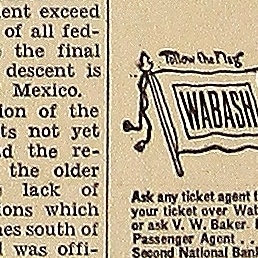 ent exceed
of all fed-
the final
descent is
Mexico.
ion of the
ts not yet
d the re-
the older
lack of
ons which
es south of
was offi-
Follow the Flag
WABASH
Ask any ticket agent
your ticket over Wab
or ask V. W. Baker.
Passenger Agent . .
Second National Bank